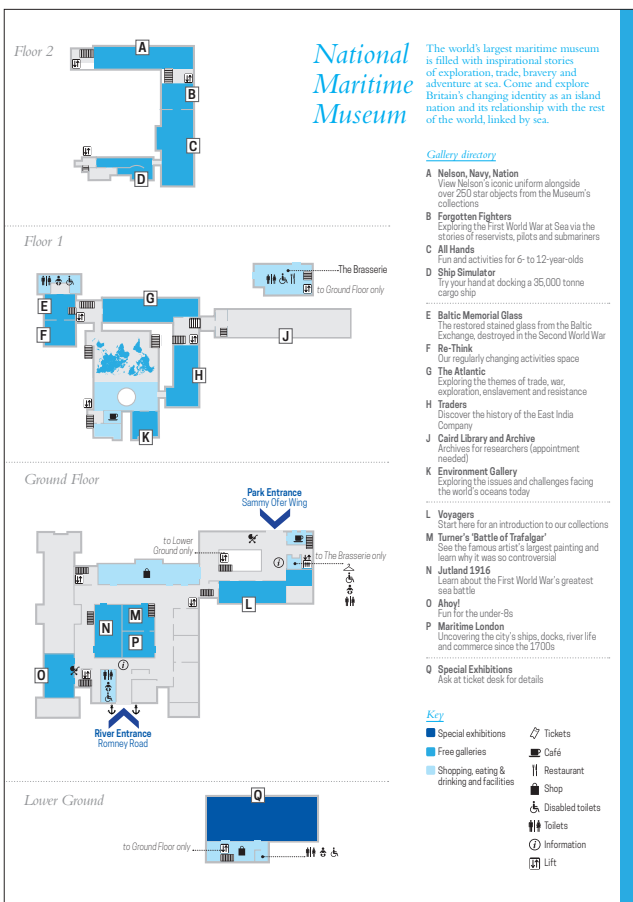 National
Maritime
Museum
The world's largest maritime museum
is filled with inspirational stories
of exploration, trade, bravery and
adventure at sea. Come and explore
Britain's changing identity as an island
nation and its relationship with the rest
of the world, linked by sea.
Floor 2
A
B
C
D
Floor 1
The Brasserie
to Ground Floor only
E
F
G
J
H
K
Ground Floor
Park Entrance
Sammy Ofer Wing
to Lower
Ground only
to The Brasserie only
L
M
N
P
O
River Entrance
Romney Road
Lower Ground
Q
to Ground Floor only
Gallery directory
A Nelson, Navy, Nation
View Nelson's iconic uniform alongside
over 250 star objects from the Museum's
collections
B Forgotten Fighters
Exploring the First World War at Sea via the
stories of reservists, pilots and submariners
C All Hands
Fun and activities for 6- to 12-year-olds
D Ship Simulator
Try your hand at docking a 35,000 tonne
cargo ship
E Baltic Memorial Glass
The restored stained glass from the Baltic
Exchange, destroyed in the Second World War
F Re-Think
Our regularly changing activities space
G The Atlantic
Exploring the themes of trade, war,
exploration, enslavement and resistance
H Traders
Discover the history of the East India
Company
J Caird Library and Archive
Archives for researchers (appointment
needed)
K Environment Gallery
Exploring the issues and challenges facing
the world's oceans today
L Voyagers
Start here for an introduction to our collections
M Turner's 'Battle of Trafalgar'
See the famous artist's largest painting and
learn why it was so controversial
N Jutland 1916
Learn about the First World War's greatest
sea battle
O Ahoy!
Fun for the under-8s
P Maritime London
Uncovering the city's ships, docks, river life
and commerce since the 1700s
Q Special Exhibitions
Ask at ticket desk for details
Key
Special exhibitions
Free galleries
Shopping, eating &
drinking and facilities
Tickets
Café
Restaurant
Shop
Disabled toilets
Toilets
Information
Lift